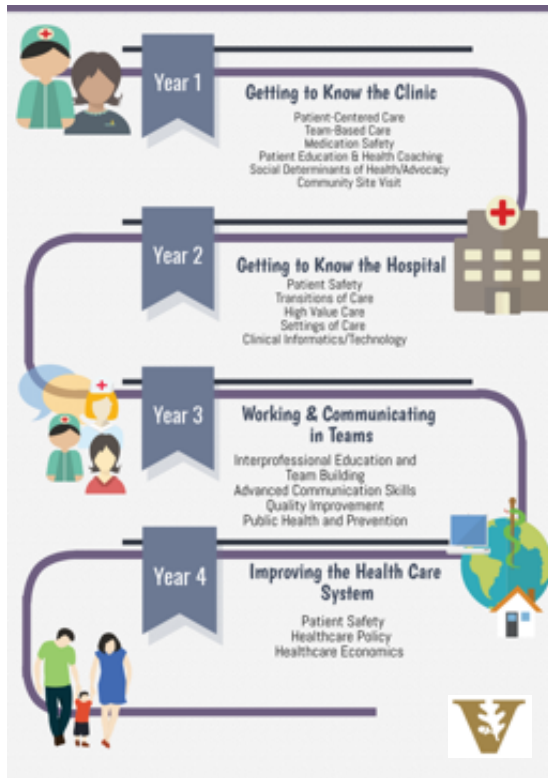 Year 1
Getting to Know the Clinic
Patient-Centered Care
Team-Based Care
Medication Safety
Patient Education & Health Coaching
Social Determinants of Health/Advocacy
Community Site Visit
Year 2
Getting to Know the Hospital
Patient Safety
Transitions of Care
High Value Care
Settings of Care
Clinical Informatics/Technology
Year 3
Working & Communicating
in Teams
Interprofessional Education and
Team Building
Advanced Communication Skills
Quality Improvement
Public Health and Prevention
Year 4
Improving the Health Care
System
Patient Safety
Healthcare Policy
Healthcare Economics
V